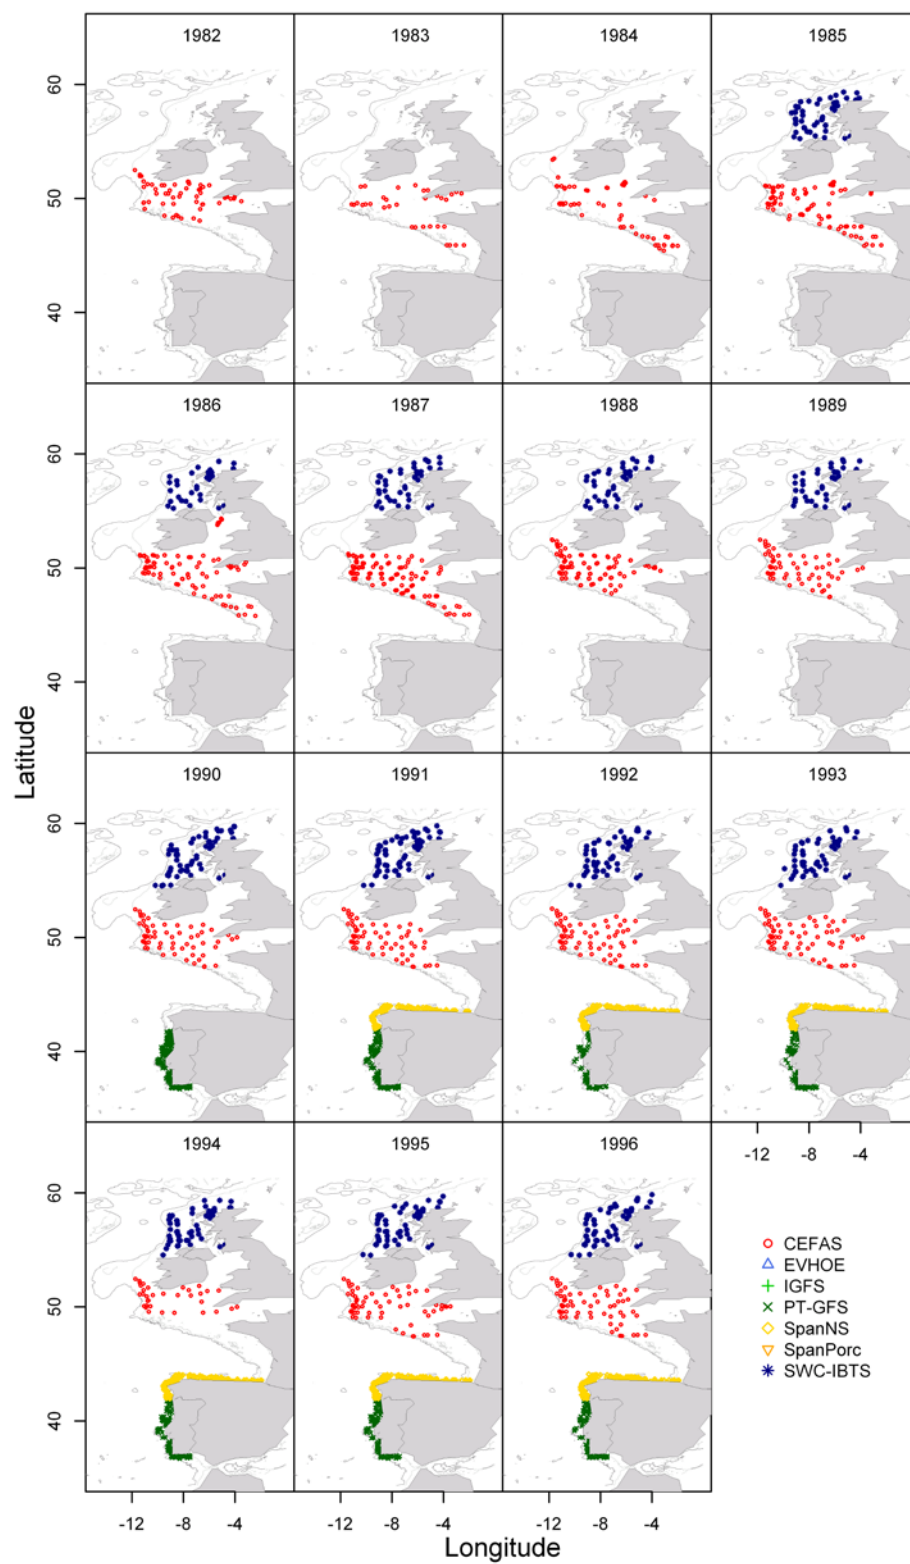 1982
1983
1984
1985
60
50
40
1986
1987
1988
1989
60
50
40
Latitude
1990
1991
1992
1993
60
50
40
-12 -8 -4
1994
1995
1996
60
50
40
CEFAS
EVHOE
IGFS
PT-GFS
SpanNS
SpanPorc
SWC-IBTS
-12 -8 -4
-12 -8 -4
-12 -8 -4
Longitude